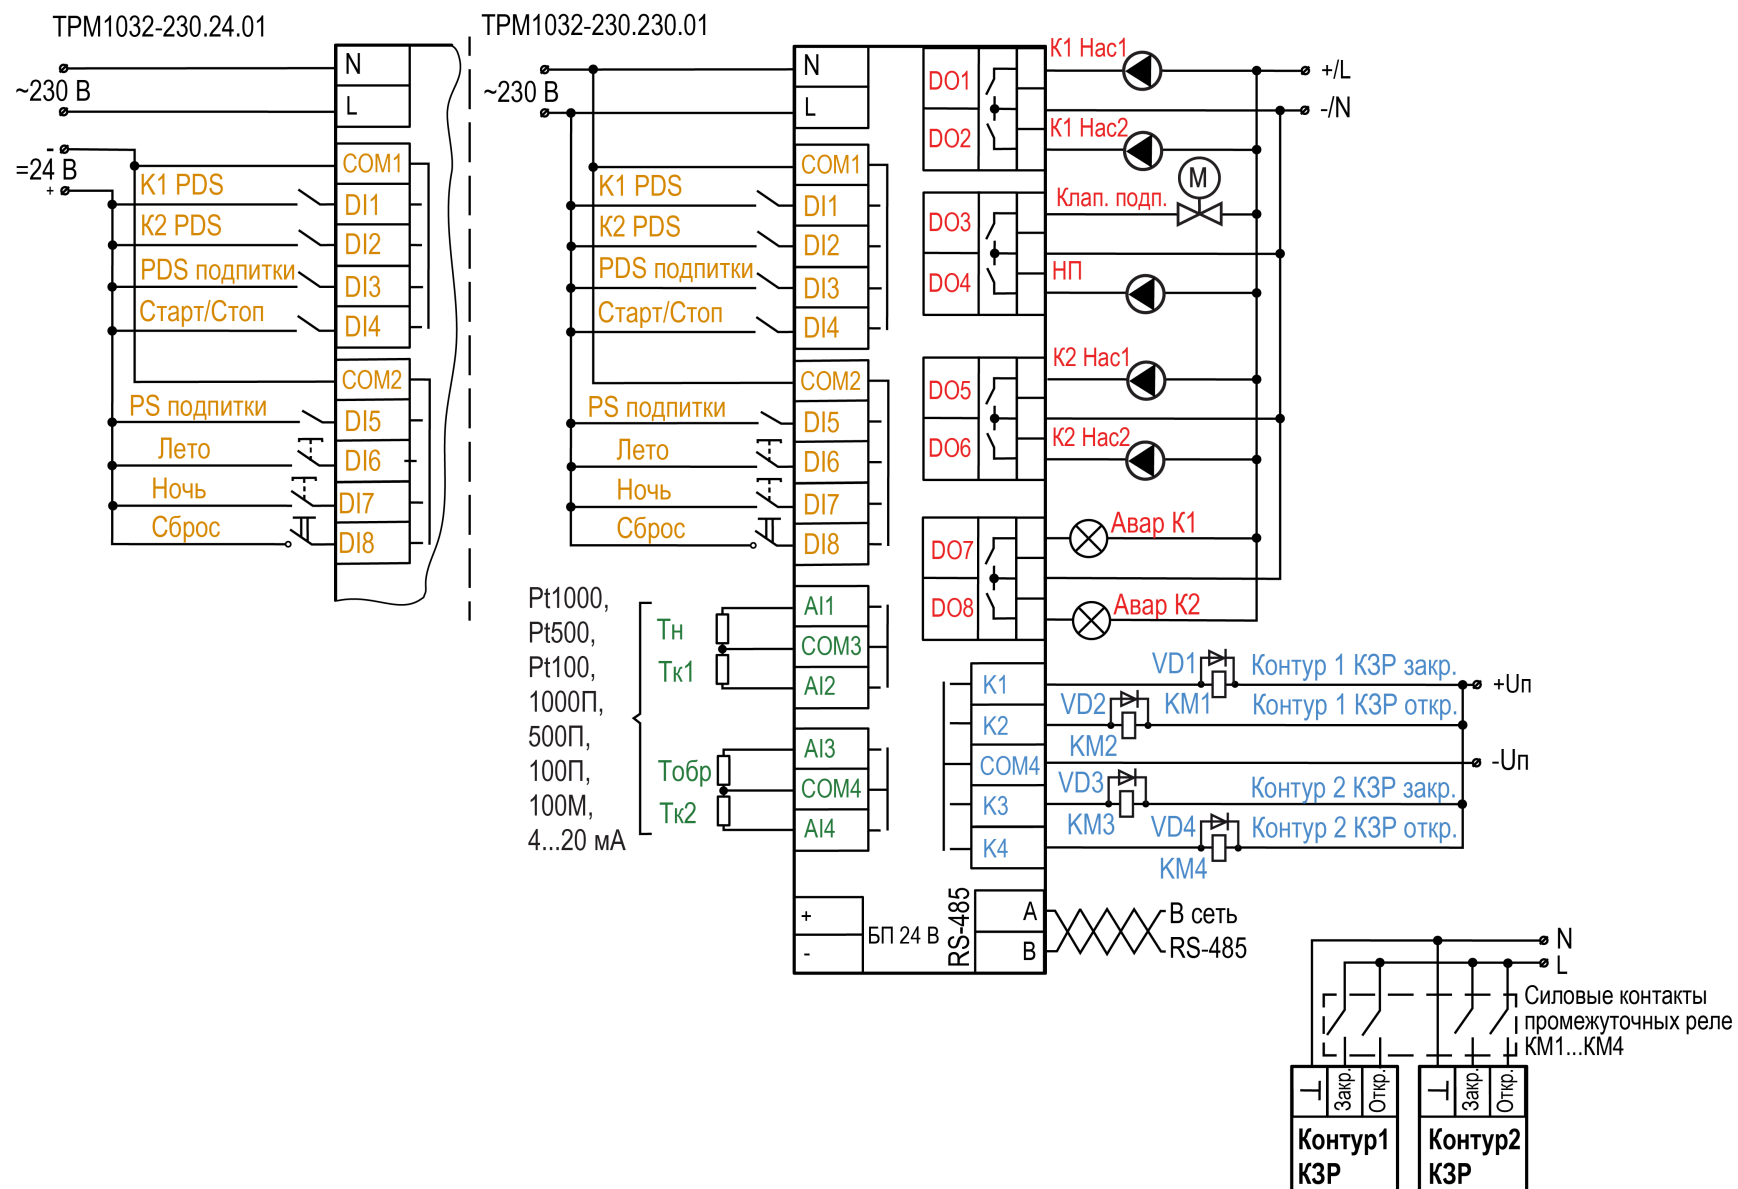 ТРМ1032-230.24.01
~230 В
N
L
-
=24 В
+
COM1
K1 PDS
DI1
К2 PDS
DI2
PDS подпитки
DI3
Старт/Стоп
DI4
COM2
PS подпитки
DI5
Лето
DI6
Ночь
DI7
Сброс
DI8
ТРМ1032-230.230.01
~230 В
N
L
COM1
K1 PDS
DI1
К2 PDS
DI2
PDS подпитки
DI3
Старт/Стоп
DI4
COM2
PS подпитки
DI5
Лето
DI6
Ночь
DI7
Сброс
DI8
Pt1000,
Pt500,
Pt100,
1000П,
500П,
100П,
100М,
4...20 мА
Тн
Тк1
Тобр
Тк2
AI1
COM3
AI2
AI3
COM4
AI4
+
-
БП 24 В
DO1
DO2
DO3
DO4
DO5
DO6
DO7
DO8
К1 Нас1
+/L
-/N
К1 Нас2
Клап. подп.
M
НП
К2 Нас1
К2 Нас2
Авар К1
Авар К2
K1
K2
COM4
K3
K4
VD1
KM1
Контур 1 КЗР закр.
+Uп
VD2
KM2
Контур 1 КЗР откр.
-Uп
VD3
KM3
Контур 2 КЗР закр.
VD4
KM4
Контур 2 КЗР откр.
RS-485
A
B
В сеть
RS-485
N
L
Силовые контакты
промежуточных реле
КМ1...КМ4
Закр.
Откр.
Закр.
Откр.
Контур1
КЗР
Контур2
КЗР